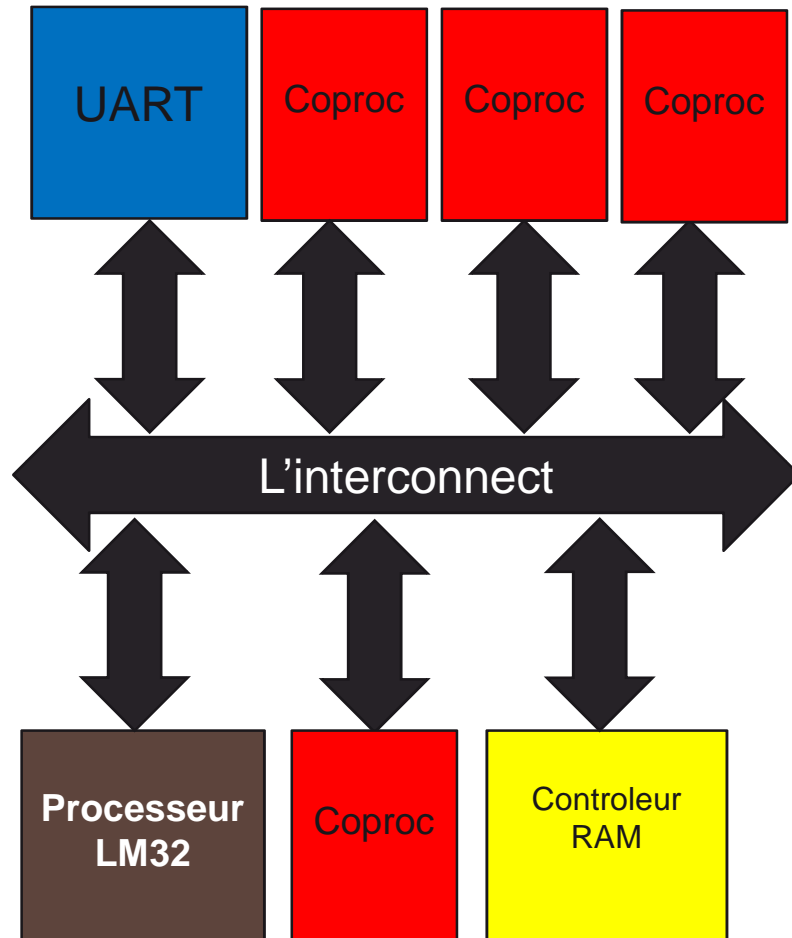 UART
Coproc
Coproc
Coproc
L'interconnect
Processeur
LM32
Coproc
Controleur
RAM